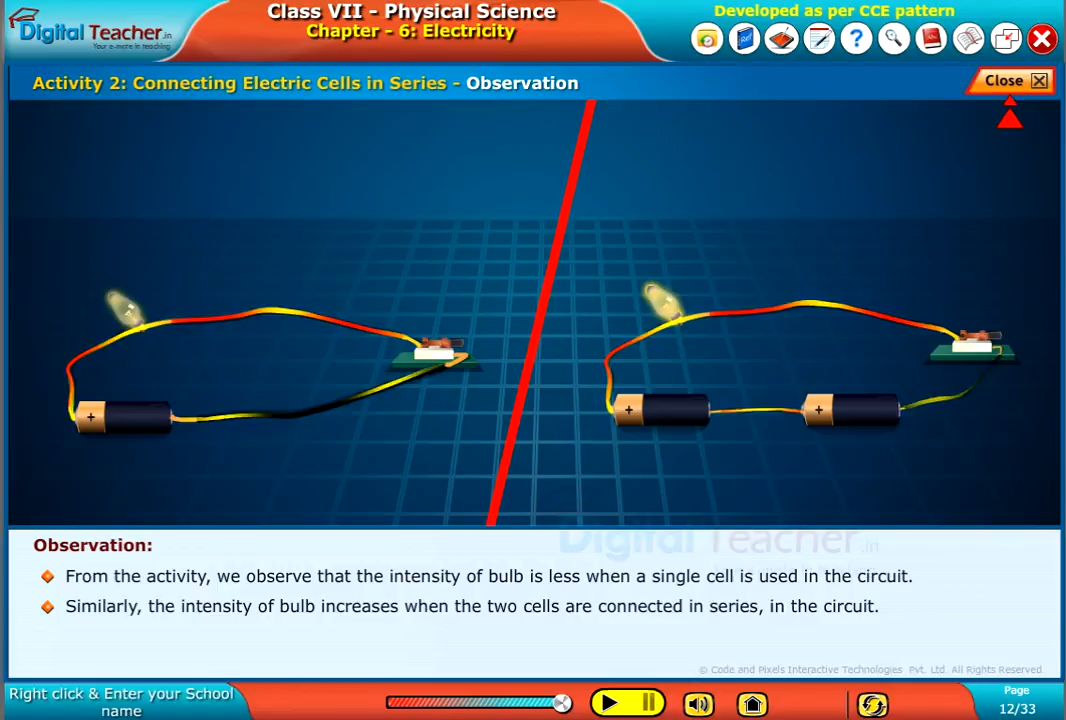 Digital Teacher.in
Your e-mate in teaching
Class VII - Physical Science
Chapter - 6: Electricity
Developed as per CCE pattern
Ref
?
Activity 2: Connecting Electric Cells in Series - Observation
Close
+
+
+
Digital Teacher.in
Observation:
From the activity, we observe that the intensity of bulb is less when a single cell is used in the circuit.
Similarly, the intensity of bulb increases when the two cells are connected in series, in the circuit.
© Code and Pixels Interactive Technologies Pvt. Ltd. All Rights Reserved
Right click & Enter your School
name
Page
12/33